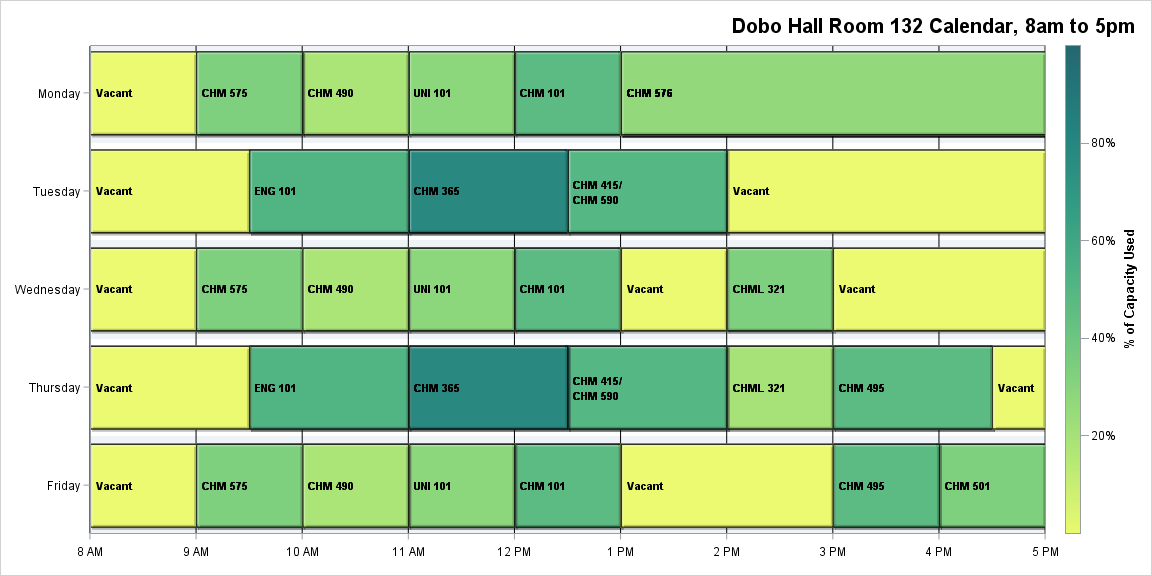 Dobo Hall Room 132 Calendar, 8am to 5pm
Monday
Vacant
CHM 575
CHM 490
UNI 101
CHM 101
CHM 576
Tuesday
Vacant
ENG 101
CHM 365
CHM 415/
CHM 590
Vacant
Wednesday
Vacant
CHM 575
CHM 490
UNI 101
CHM 101
Vacant
CHML 321
Vacant
Thursday
Vacant
ENG 101
CHM 365
CHM 415/
CHM 590
CHML 321
CHM 495
Vacant
Friday
Vacant
CHM 575
CHM 490
UNI 101
CHM 101
Vacant
CHM 495
CHM 501
8 AM
9 AM
10 AM
11 AM
12 PM
1 PM
2 PM
3 PM
4 PM
5 PM
80%
60%
40%
20%
% of Capacity Used